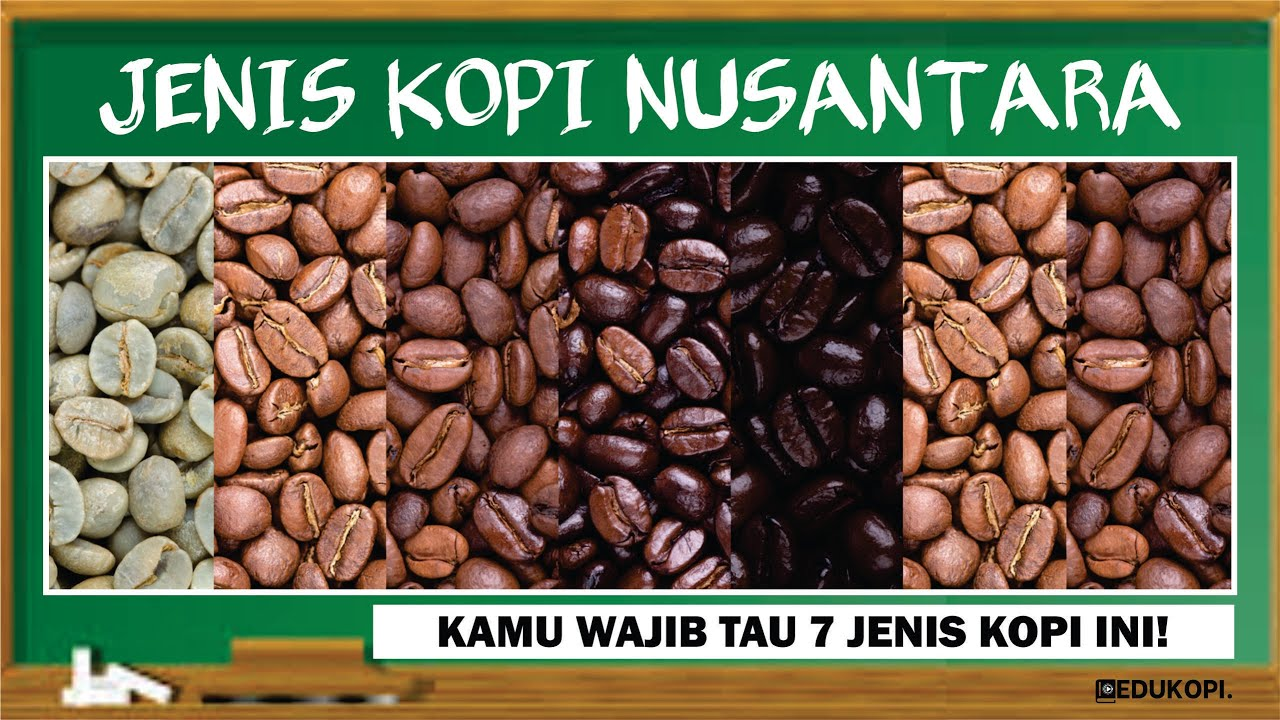 JENIS KOPI NUSANTARA
KAMU WAJIB TAU 7 JENIS KOPI INI!
EDUKOPI.